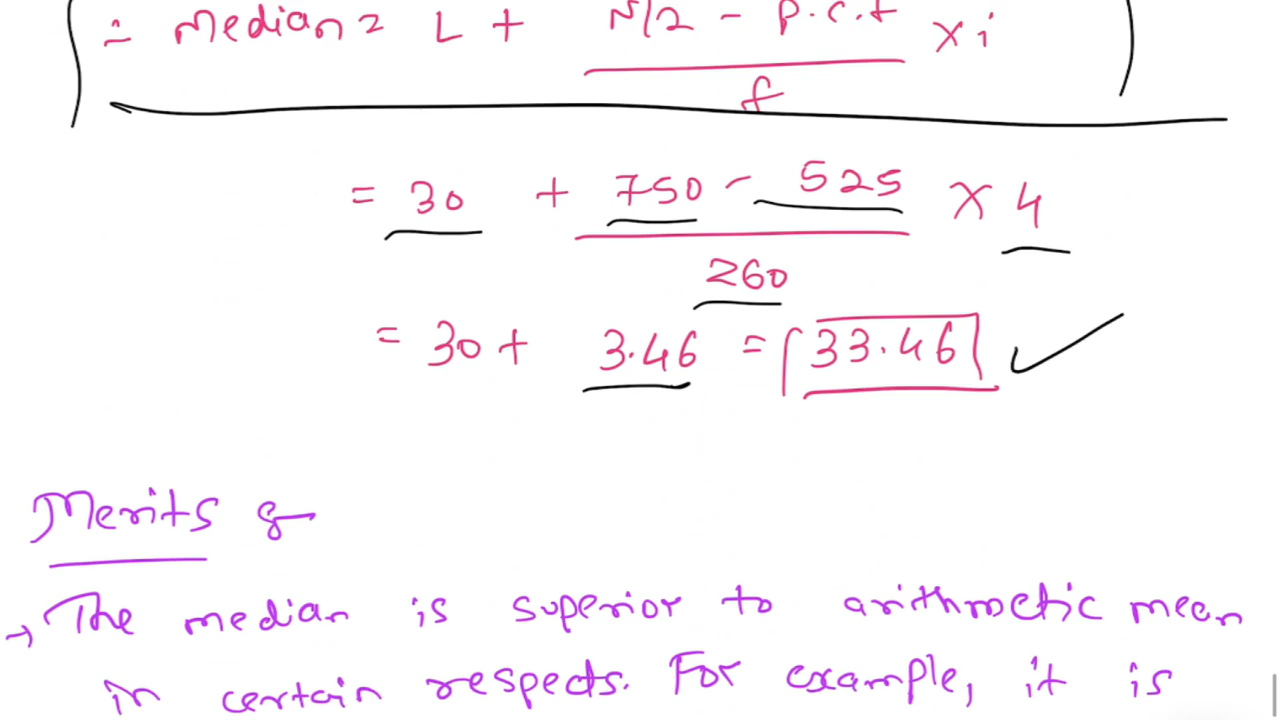 = Median = L + N/2 - p.c.f × i
f
= 30 + 750 - 525 × 4
260
= 30 + 3.46 = 33.46
Merits :-
→ The median is superior to arithmetic mean
in certain respects. For example, it is